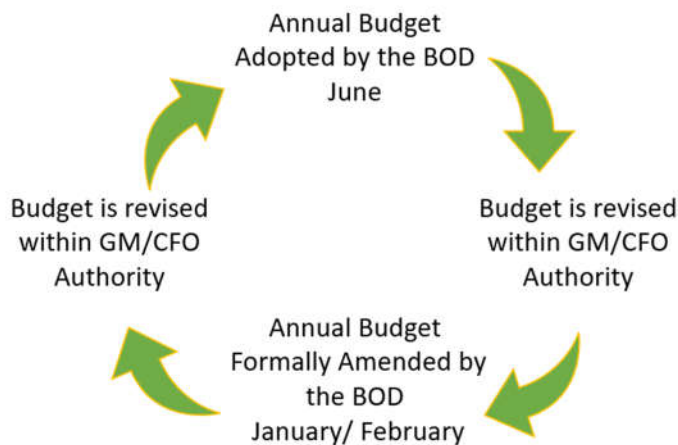 Annual Budget
Adopted by the BOD
June
Budget is revised
within GM/CFO
Authority
Annual Budget
Formally Amended by
the BOD
January/ February
Budget is revised
within GM/CFO
Authority